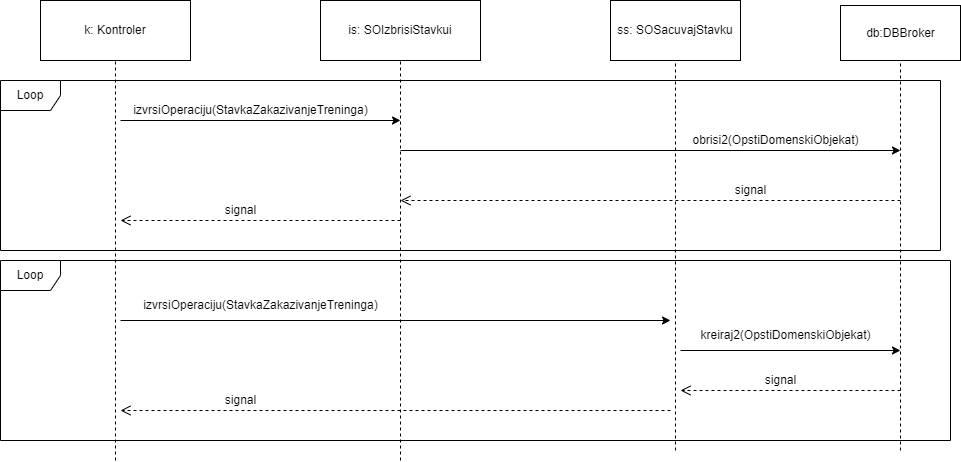 k: Kontroler
is: SOIzbrisiStavkui
ss: SOSacuvajStavku
db:DBBroker
Loop
izvrsiOperaciju(StavkaZakazivanjeTreninga)
obrisi2(OpstiDomenskiObjekat)
signal
signal
Loop
izvrsiOperaciju(StavkaZakazivanjeTreninga)
kreiraj2(OpstiDomenskiObjekat)
signal
signal